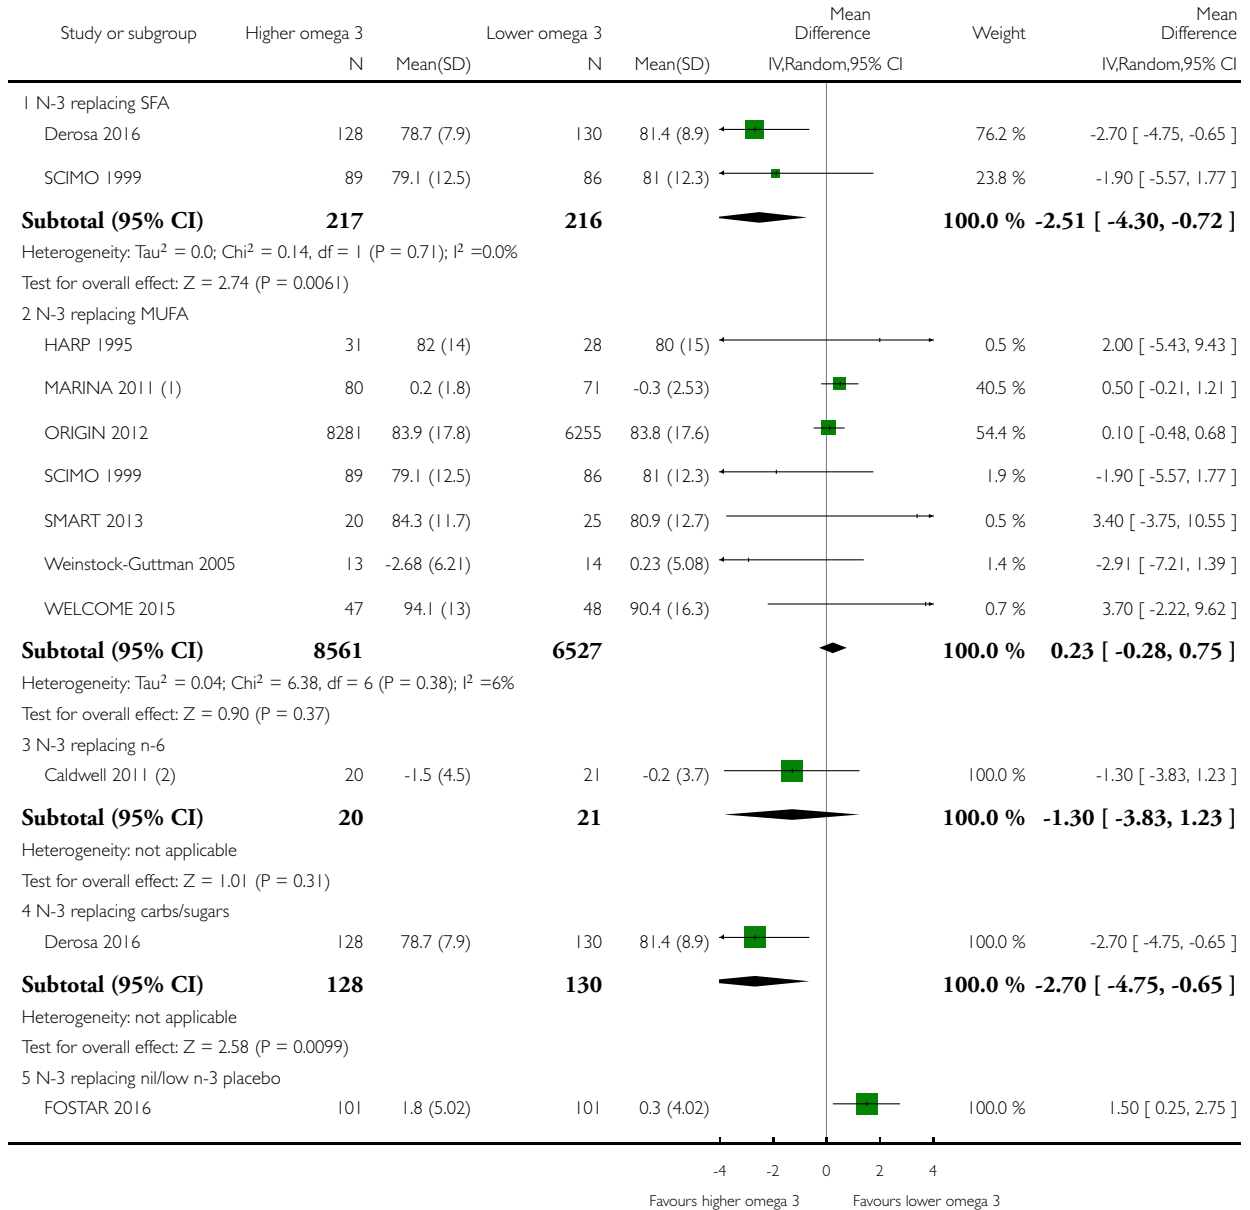 Study or subgroup Higher omega 3 Lower omega 3 Mean Difference Weight Mean Difference
N Mean(SD) N Mean(SD) IV,Random,95% CI IV,Random,95% CI
1 N-3 replacing SFA
Derosa 2016 128 78.7 (7.9) 130 81.4 (8.9) 76.2 % -2.70 [ -4.75, -0.65 ]
SCIMO 1999 89 79.1 (12.5) 86 81 (12.3) 23.8 % -1.90 [ -5.57, 1.77 ]
Subtotal (95% CI) 217 216 100.0 % -2.51 [ -4.30, -0.72 ]
Heterogeneity: Tau² = 0.0; Chi² = 0.14, df = 1 (P = 0.71); I² =0.0%
Test for overall effect: Z = 2.74 (P = 0.0061)
2 N-3 replacing MUFA
HARP 1995 31 82 (14) 28 80 (15) 0.5 % 2.00 [ -5.43, 9.43 ]
MARINA 2011 (1) 80 0.2 (1.8) 71 -0.3 (2.53) 40.5 % 0.50 [ -0.21, 1.21 ]
ORIGIN 2012 8281 83.9 (17.8) 6255 83.8 (17.6) 54.4 % 0.10 [ -0.48, 0.68 ]
SCIMO 1999 89 79.1 (12.5) 86 81 (12.3) 1.9 % -1.90 [ -5.57, 1.77 ]
SMART 2013 20 84.3 (11.7) 25 80.9 (12.7) 0.5 % 3.40 [ -3.75, 10.55 ]
Weinstock-Guttman 2005 13 -2.68 (6.21) 14 0.23 (5.08) 1.4 % -2.91 [ -7.21, 1.39 ]
WELCOME 2015 47 94.1 (13) 48 90.4 (16.3) 0.7 % 3.70 [ -2.22, 9.62 ]
Subtotal (95% CI) 8561 6527 100.0 % 0.23 [ -0.28, 0.75 ]
Heterogeneity: Tau² = 0.04; Chi² = 6.38, df = 6 (P = 0.38); I² =6%
Test for overall effect: Z = 0.90 (P = 0.37)
3 N-3 replacing n-6
Caldwell 2011 (2) 20 -1.5 (4.5) 21 -0.2 (3.7) 100.0 % -1.30 [ -3.83, 1.23 ]
Subtotal (95% CI) 20 21 100.0 % -1.30 [ -3.83, 1.23 ]
Heterogeneity: not applicable
Test for overall effect: Z = 1.01 (P = 0.31)
4 N-3 replacing carbs/sugars
Derosa 2016 128 78.7 (7.9) 130 81.4 (8.9) 100.0 % -2.70 [ -4.75, -0.65 ]
Subtotal (95% CI) 128 130 100.0 % -2.70 [ -4.75, -0.65 ]
Heterogeneity: not applicable
Test for overall effect: Z = 2.58 (P = 0.0099)
5 N-3 replacing nil/low n-3 placebo
FOSTAR 2016 101 1.8 (5.02) 101 0.3 (4.02) 100.0 % 1.50 [ 0.25, 2.75 ]
-4 -2 0 2 4
Favours higher omega 3 Favours lower omega 3